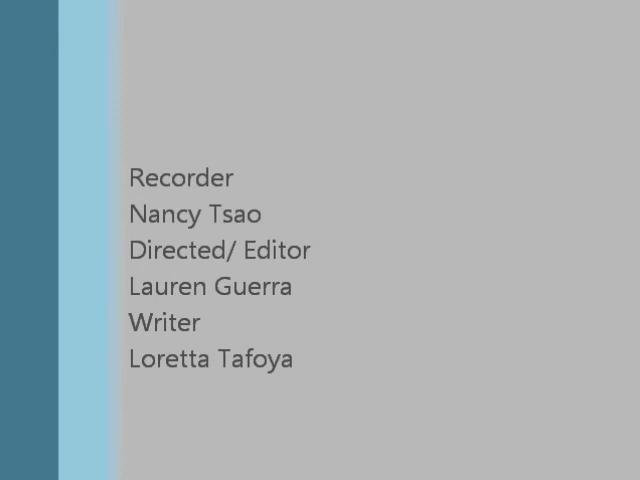 Recorder
Nancy Tsao
Directed/ Editor
Lauren Guerra
Writer
Loretta Tafoya